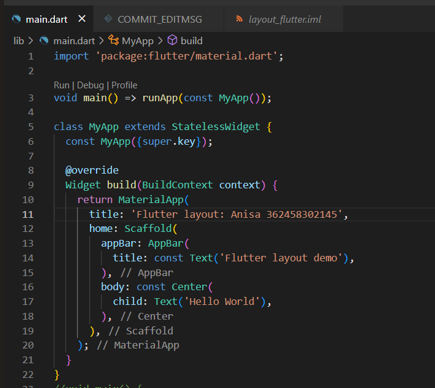 main.dart × COMMIT_EDITMSG layout_flutter.iml
lib > main.dart > MyApp > build
1 import 'package:flutter/material.dart';
2
Run | Debug | Profile
3 void main() => runApp(const MyApp());
4
5 class MyApp extends StatelessWidget {
6 const MyApp({super.key});
7
8 @override
9 Widget build(BuildContext context) {
10 return MaterialApp(
11 title: 'Flutter layout: Anisa 362458302145',
12 home: Scaffold(
13 appBar: AppBar(
14 title: const Text('Flutter layout demo'),
15 ), // AppBar
16 body: const Center(
17 child: Text('Hello World'),
18 ), // Center
19 ), // Scaffold
20 ); // MaterialApp
21 }
22 }